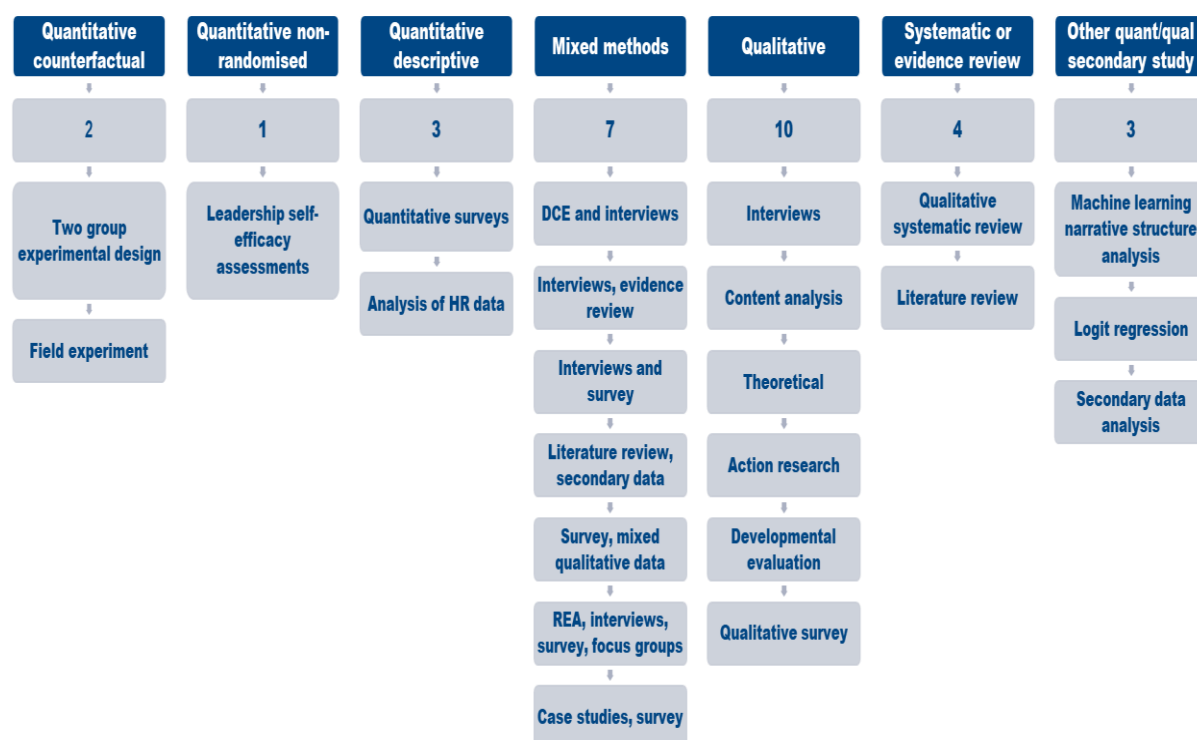 Quantitative
counterfactual
2
Two group
experimental design
Field experiment
Quantitative non-
randomised
1
Leadership self-
efficacy
assessments
Quantitative
descriptive
3
Quantitative surveys
Analysis of HR data
Mixed methods
7
DCE and interviews
Interviews, evidence
review
Interviews and
survey
Literature review,
secondary data
Survey, mixed
qualitative data
REA, interviews,
survey, focus groups
Case studies, survey
Qualitative
10
Interviews
Content analysis
Theoretical
Action research
Developmental
evaluation
Qualitative survey
Systematic or
evidence review
4
Qualitative
systematic review
Literature review
Other quant/qual
secondary study
3
Machine learning
narrative structure
analysis
Logit regression
Secondary data
analysis